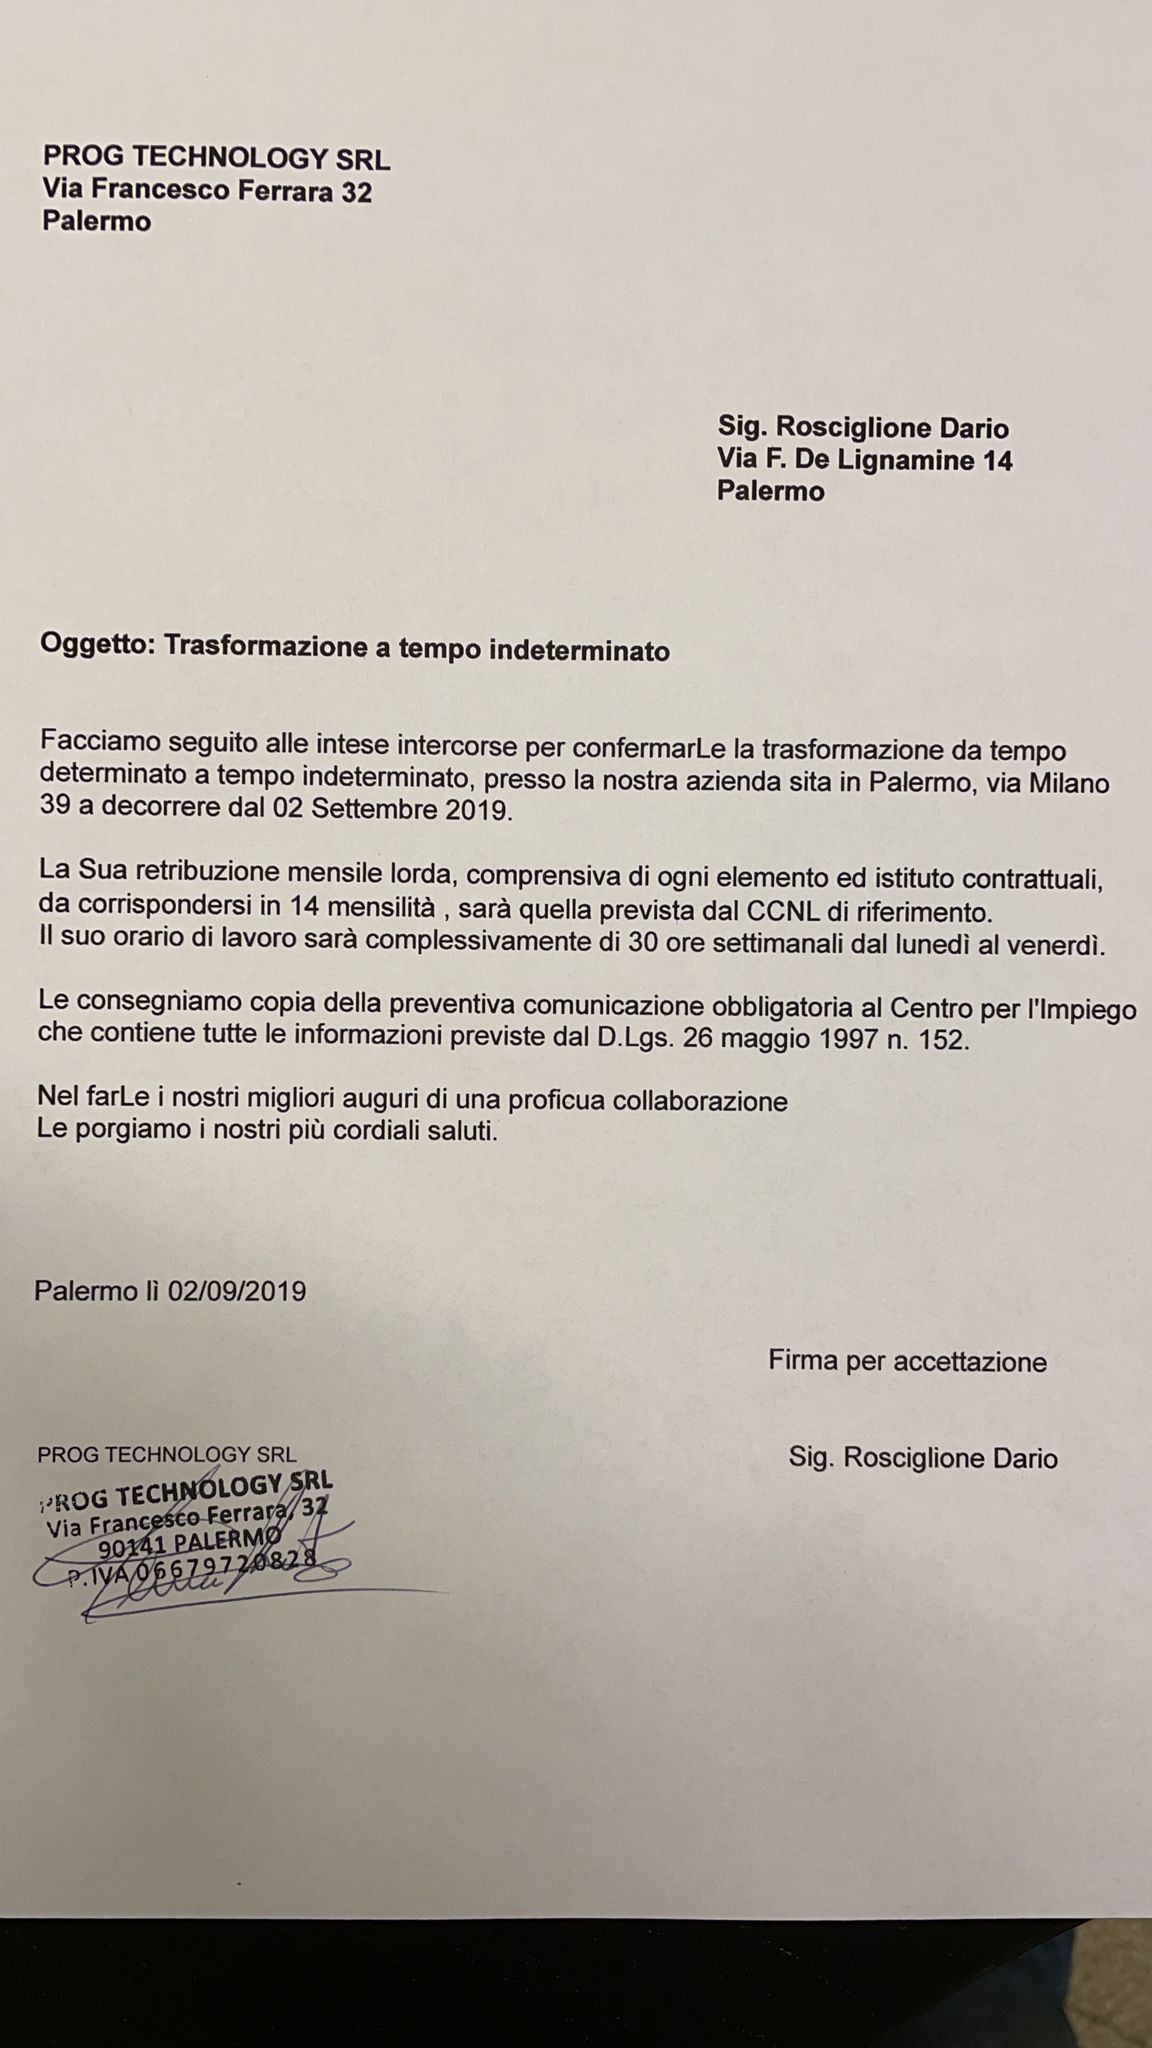 PROG TECHNOLOGY SRL
Via Francesco Ferrara 32
Palermo
Sig. Rosciglione Dario
Via F. De Lignamine 14
Palermo
Oggetto: Trasformazione a tempo indeterminato
Facciamo seguito alle intese intercorse per confermarLe la trasformazione da tempo
determinato a tempo indeterminato, presso la nostra azienda sita in Palermo, via Milano
39 a decorrere dal 02 Settembre 2019.
La Sua retribuzione mensile lorda, comprensiva di ogni elemento ed istituto contrattuali,
da corrispondersi in 14 mensilità , sarà quella prevista dal CCNL di riferimento.
Il suo orario di lavoro sarà complessivamente di 30 ore settimanali dal lunedì al venerdì.
Le consegniamo copia della preventiva comunicazione obbligatoria al Centro per l'Impiego
che contiene tutte le informazioni previste dal D.Lgs. 26 maggio 1997 n. 152.
Nel farLe i nostri migliori auguri di una proficua collaborazione
Le porgiamo i nostri più cordiali saluti.
Palermo lì 02/09/2019
Firma per accettazione
PROG TECHNOLOGY SRL
Sig. Rosciglione Dario
PROG TECHNOLOGY SRL
Via Francesco Ferrara, 32
90141 PALERMO
P.IVA 06679720828